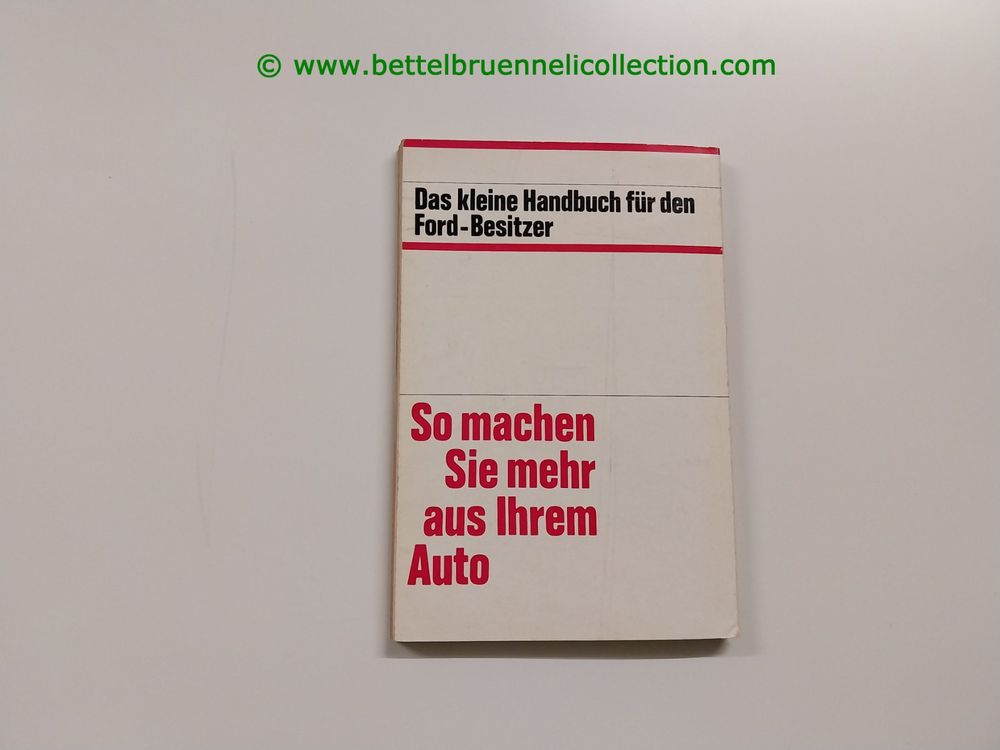 © www.bettelbruennelicollection.com
Das kleine Handbuch für den
Ford-Besitzer
So machen
Sie mehr
aus Ihrem
Auto